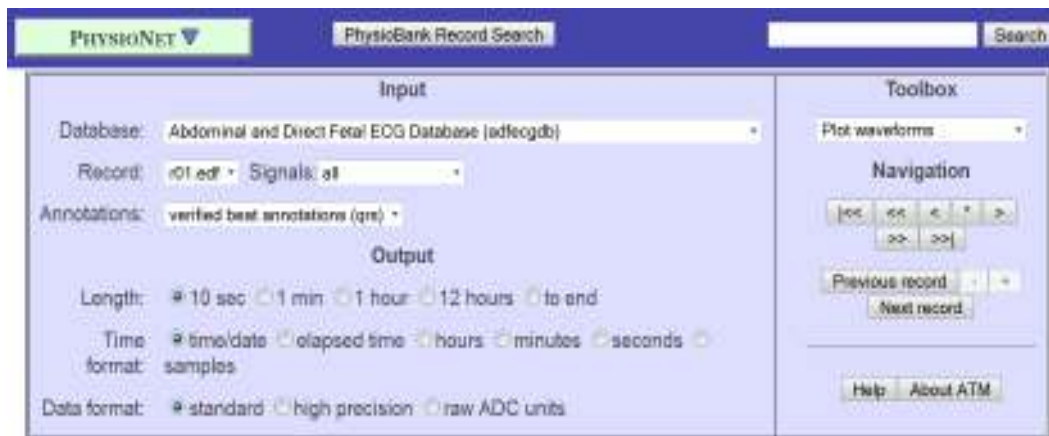 PHYSIONET
PhysioBank Record Search
Search
Input
Database: Abdominal and Direct Fetal ECG Database (adfecgdb)
Record: r01.edf Signals: all
Annotations: verified beat annotations (qrs)
Output
Length: 10 sec 1 min 1 hour 12 hours to end
Time format: time/date elapsed time hours minutes seconds
samples
Data format: standard high precision raw ADC units
Toolbox
Plot waveforms
Navigation
|<< << < * >
>> >>|
Previous record - +
Next record
Help About ATM